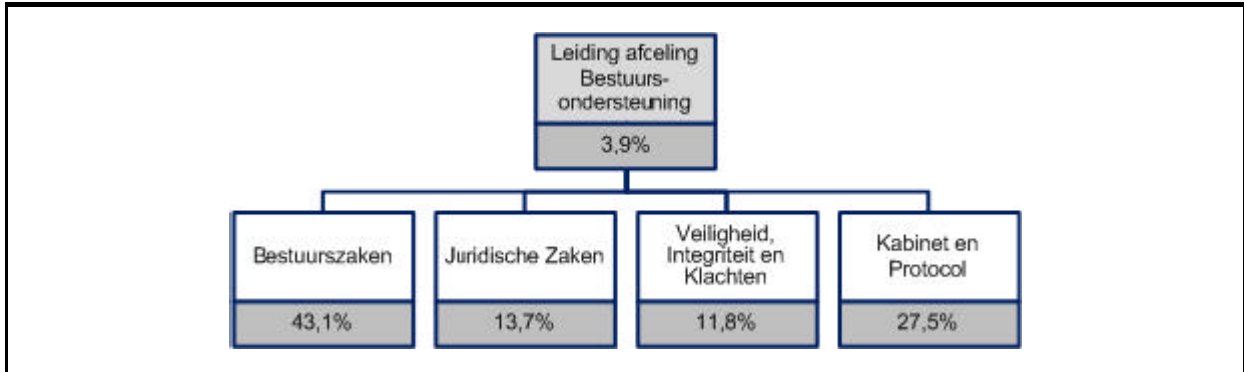 Leiding afceling
Bestuurs-
ondersteuning
3,9%
Bestuurszaken
43,1%
Juridische Zaken
13,7%
Veiligheid,
Integriteit en
Klachten
11,8%
Kabinet en
Protocol
27,5%